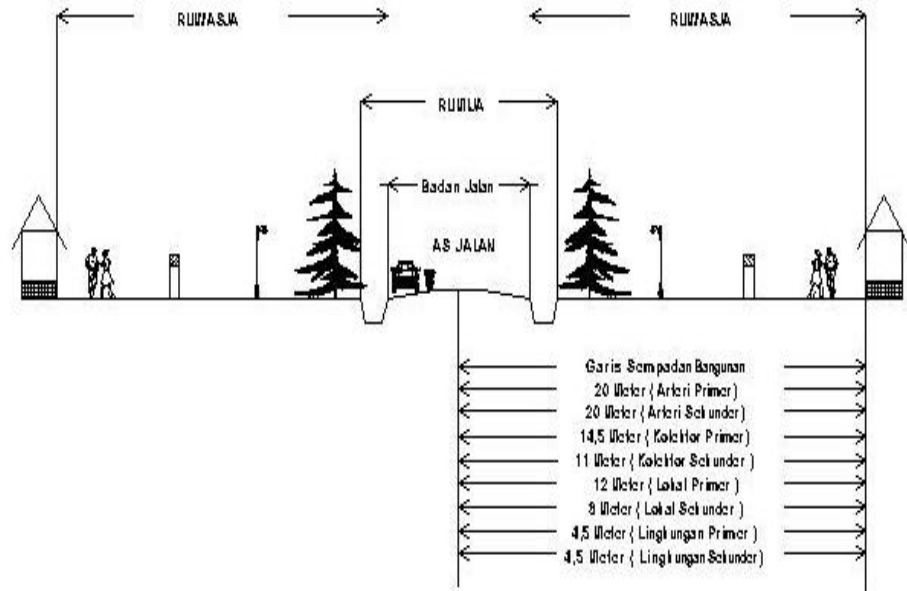 RUWASJA
RUWASJA
RUMIJA
Badan Jalan
AS JALAN
Garis Sempadan Bangunan
20 Meter ( Arteri Primer)
20 Meter ( Arteri Sekunder)
14,5 Meter ( Kolektor Primer)
11 Meter ( Kolektor Sekunder)
12 Meter ( Lokal Primer )
8 Meter ( Lokal Sekunder )
4,5 Meter ( Lingkungan Primer)
4,5 Meter ( Lingkungan Sekunder)